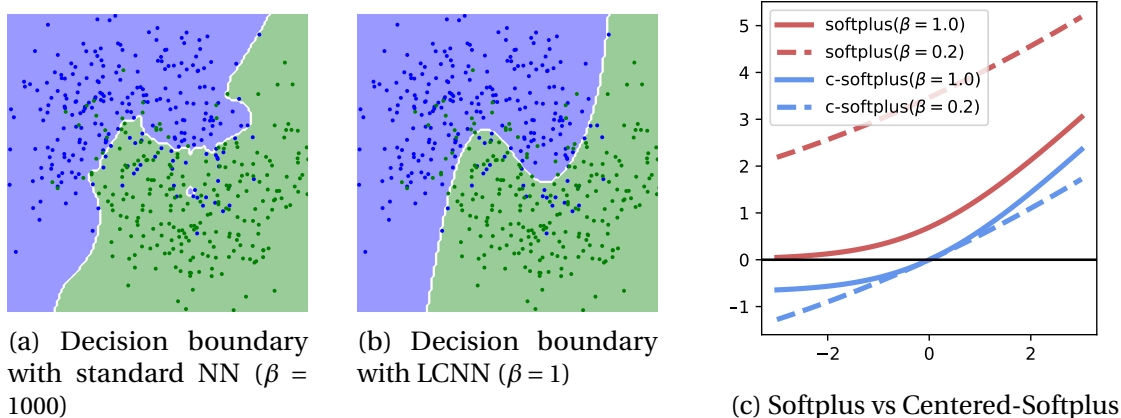 5
4
3
2
1
0
−1
−2
0
2
softplus(β = 1.0)
softplus(β = 0.2)
c-softplus(β = 1.0)
c-softplus(β = 0.2)
(a) Decision boundary
with standard NN (β =
1000)
(b) Decision boundary
with LCNN (β = 1)
(c) Softplus vs Centered-Softplus